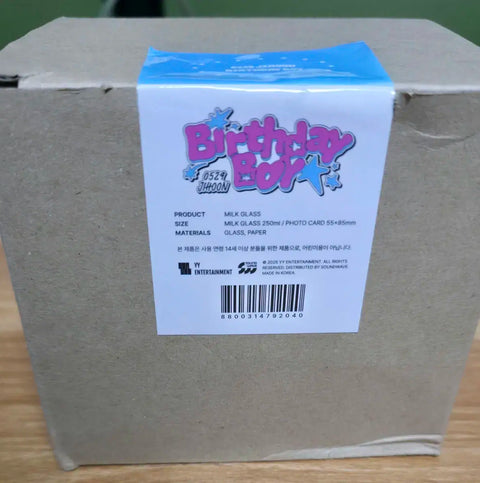 Birthday
Boy
0529
JIHOON
PRODUCT MILK GLASS
SIZE MILK GLASS 250ml / PHOTO CARD 55×85mm
MATERIALS GLASS, PAPER
본 제품은 사용 연령 14세 이상 분들을 위한 제품으로, 어린이용이 아닙니다.
YY
ENTERTAINMENT
© 2025 YY ENTERTAINMENT. ALL RIGHTS
RESERVED. DISTRIBUTED BY SOUNDWAVE.
MADE IN KOREA.
8800314792040